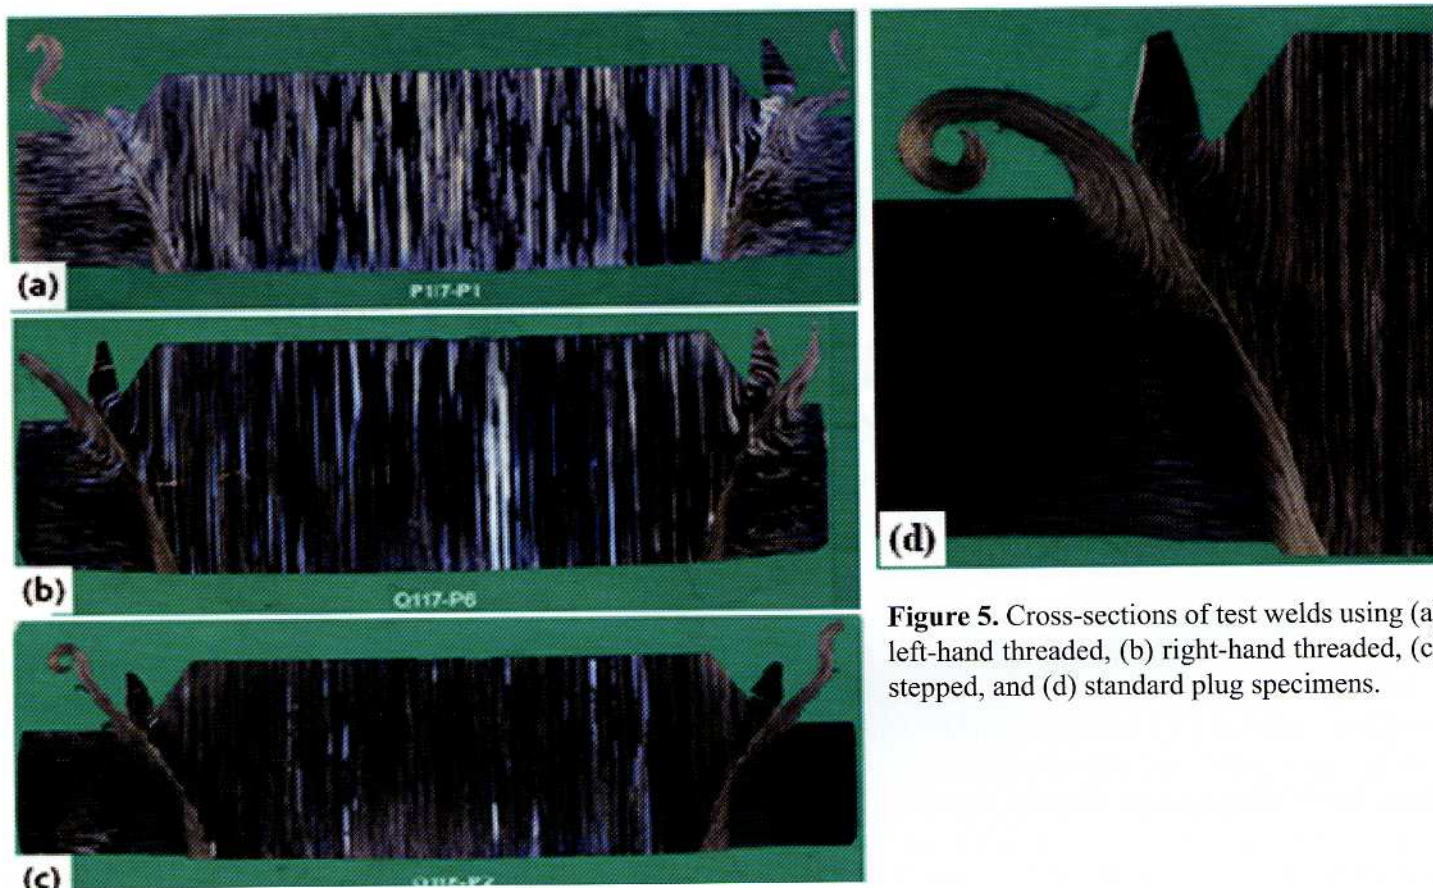 (a)
P117-P1
(b)
Q117-P6
(c)
(d)
Figure 5. Cross-sections of test welds using (a
left-hand threaded, (b) right-hand threaded, (c
stepped, and (d) standard plug specimens.